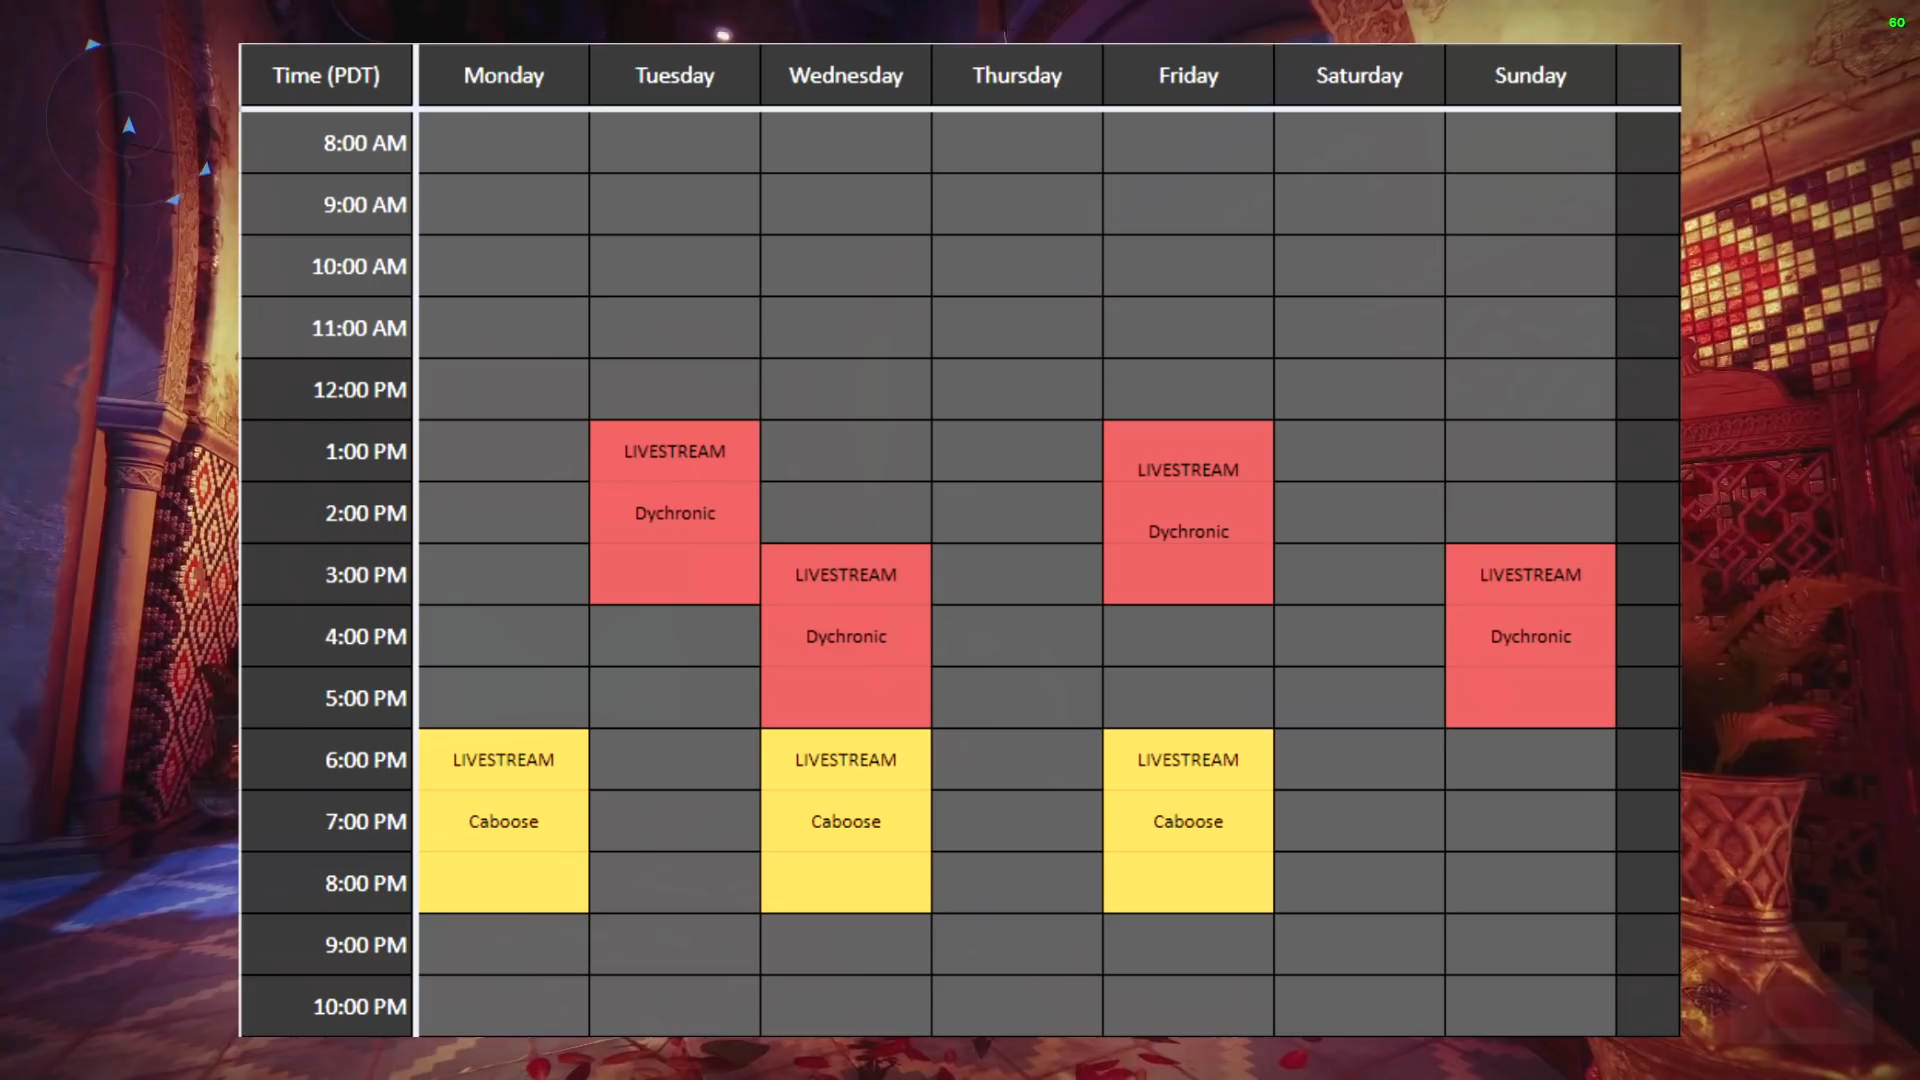 60
Time (PDT) Monday Tuesday Wednesday Thursday Friday Saturday Sunday
8:00 AM
9:00 AM
10:00 AM
11:00 AM
12:00 PM
1:00 PM LIVESTREAM LIVESTREAM
2:00 PM Dychronic Dychronic
3:00 PM LIVESTREAM LIVESTREAM
4:00 PM Dychronic Dychronic
5:00 PM
6:00 PM LIVESTREAM LIVESTREAM LIVESTREAM
7:00 PM Caboose Caboose Caboose
8:00 PM
9:00 PM
10:00 PM